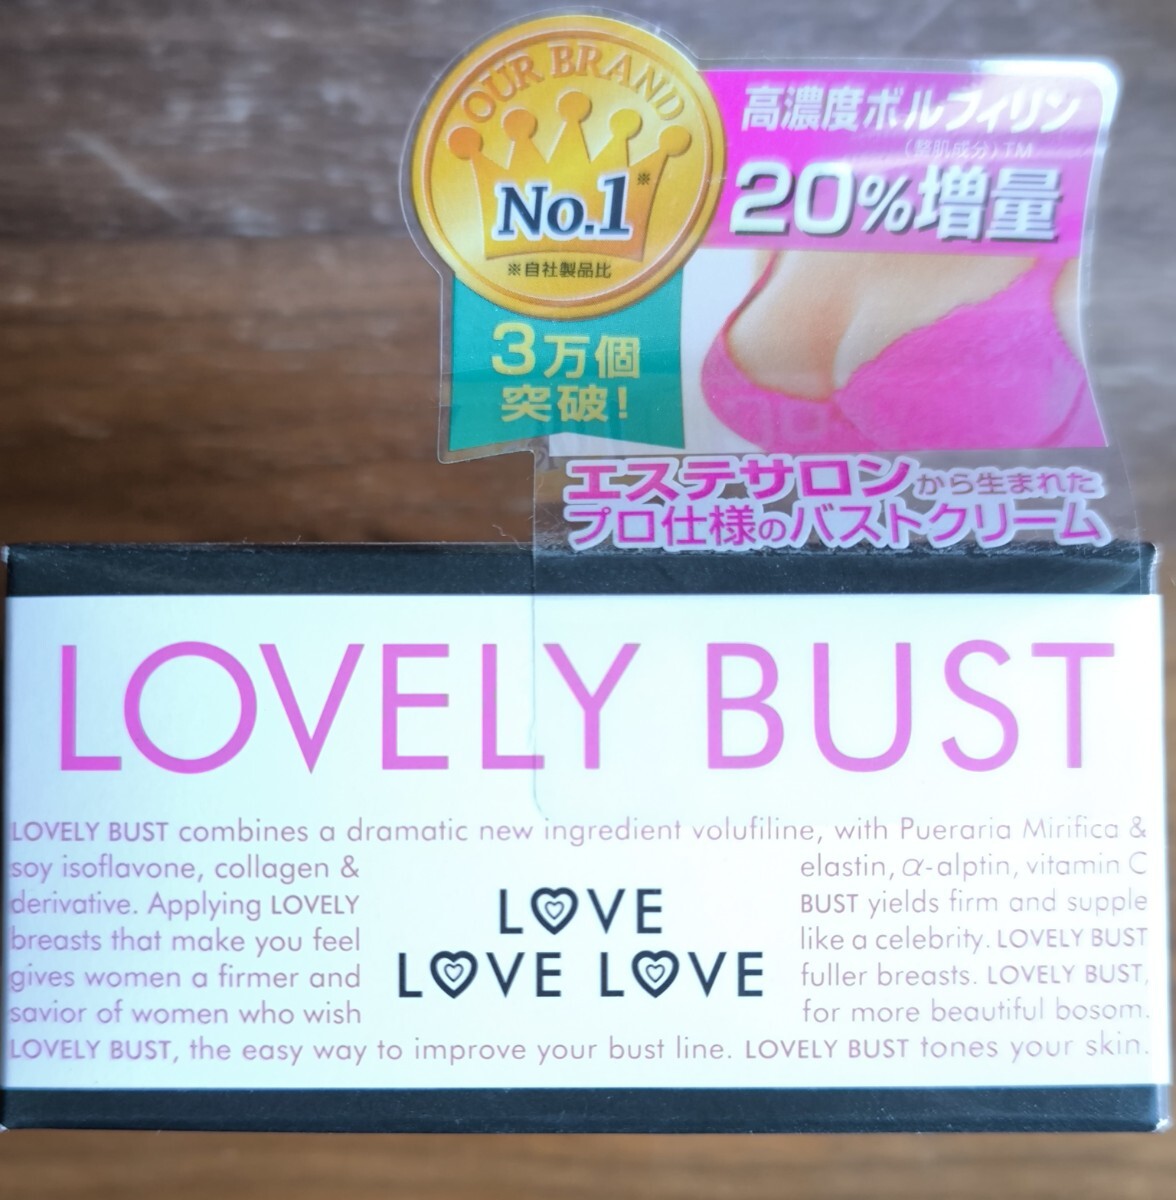 OUR BRAND
No.1※
※自社製品比
3万個
突破!
高濃度ボルフィリン
(整肌成分)TM
20%増量
エステサロンから生まれた
プロ仕様のバストクリーム
LOVELY BUST
LOVELY BUST combines a dramatic new ingredient volufiline, with Pueraria Mirifica &
soy isoflavone, collagen & elastin, α-alptin, vitamin C
derivative. Applying LOVELY BUST yields firm and supple
breasts that make you feel like a celebrity. LOVELY BUST
gives women a firmer and fuller breasts. LOVELY BUST,
savior of women who wish for more beautiful bosom.
LOVELY BUST, the easy way to improve your bust line. LOVELY BUST tones your skin.
LOVE
LOVE LOVE